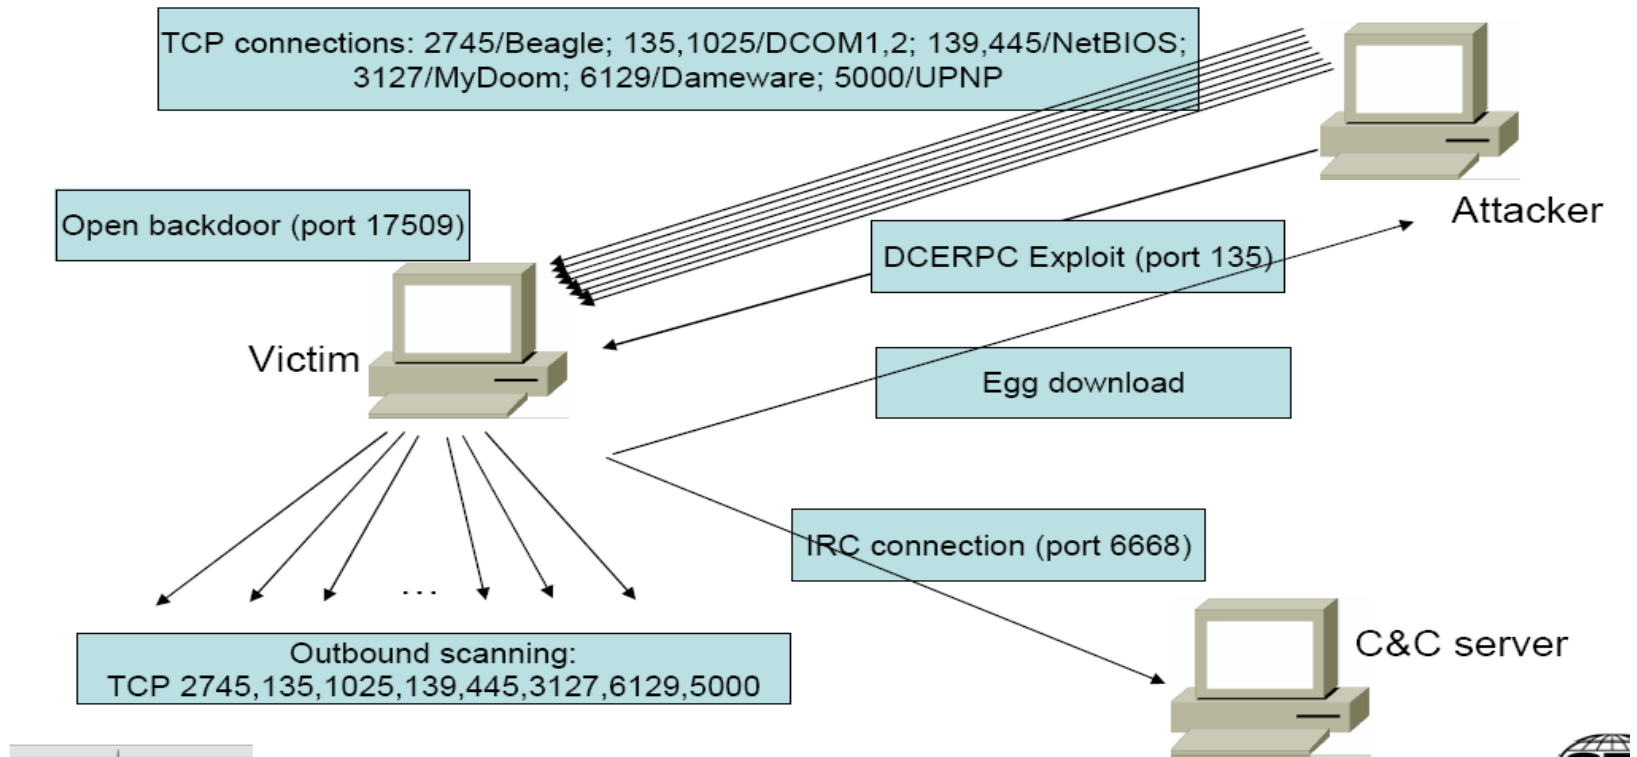 TCP connections: 2745/Beagle; 135,1025/DCOM1,2; 139,445/NetBIOS;
3127/MyDoom; 6129/Dameware; 5000/UPNP
Attacker
Open backdoor (port 17509)
DCERPC Exploit (port 135)
Victim
Egg download
IRC connection (port 6668)
C&C server
Outbound scanning:
TCP 2745,135,1025,139,445,3127,6129,5000